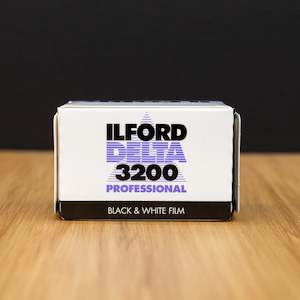 ILFORD
DELTA
3200
PROFESSIONAL
BLACK & WHITE FILM